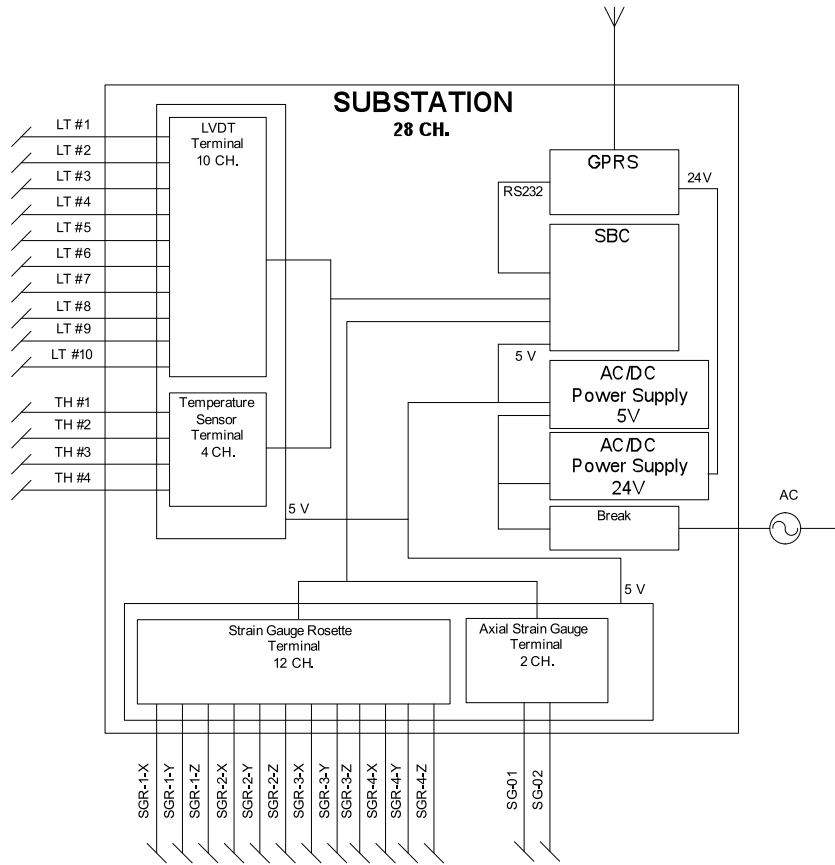 SUBSTATION
28 CH.
LT #1
LT #2
LT #3
LT #4
LT #5
LT #6
LT #7
LT #8
LT #9
LT #10
LVDT
Terminal
10 CH.
TH #1
TH #2
TH #3
TH #4
Temperature
Sensor
Terminal
4 CH.
5 V
GPRS
RS232
24V
SBC
5 V
AC/DC
Power Supply
5V
AC/DC
Power Supply
24V
Break
AC
5 V
Strain Gauge Rosette
Terminal
12 CH.
Axial Strain Gauge
Terminal
2 CH.
SGR-1-X
SGR-1-Y
SGR-1-Z
SGR-2-X
SGR-2-Y
SGR-2-Z
SGR-3-X
SGR-3-Y
SGR-3-Z
SGR-4-X
SGR-4-Y
SGR-4-Z
SG-01
SG-02